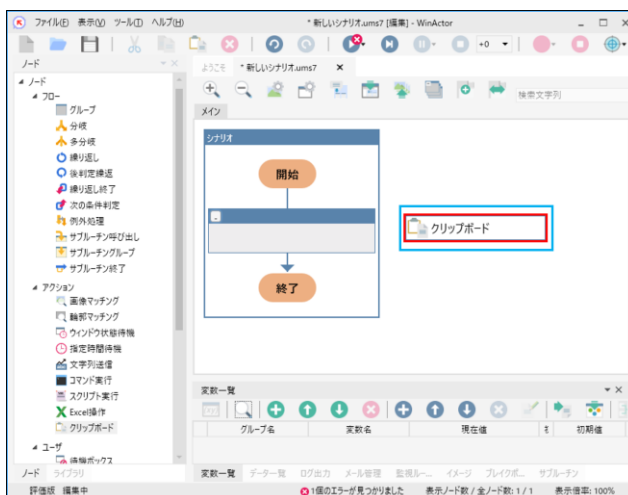 ファイル(F) 表示(V) ツール(T) ヘルプ(H)
* 新しいシナリオ.ums7 [編集] - WinActor
+0
ノード
ようこそ
* 新しいシナリオ.ums7
検索文字列
メイン
ノード
フロー
グループ
分岐
多分岐
繰り返し
後判定繰返
繰り返し終了
次の条件判定
例外処理
サブルーチン呼び出し
サブルーチングループ
サブルーチン終了
アクション
画像マッチング
輪郭マッチング
ウィンドウ状態待機
指定時間待機
文字列送信
コマンド実行
スクリプト実行
Excel操作
クリップボード
ユーザ
待機ボックス
シナリオ
開始
終了
クリップボード
変数一覧
グループ名 変数名 現在値 初期値
ノード ライブラリ
変数一覧 データ一覧 ログ出力 メール管理 監視ルー... イメージ ブレイクポ... サブルーチン
評価版 編集中
1個のエラーが見つかりました 表示ノード数 / 全ノード数: 1 / 1 表示倍率: 100%